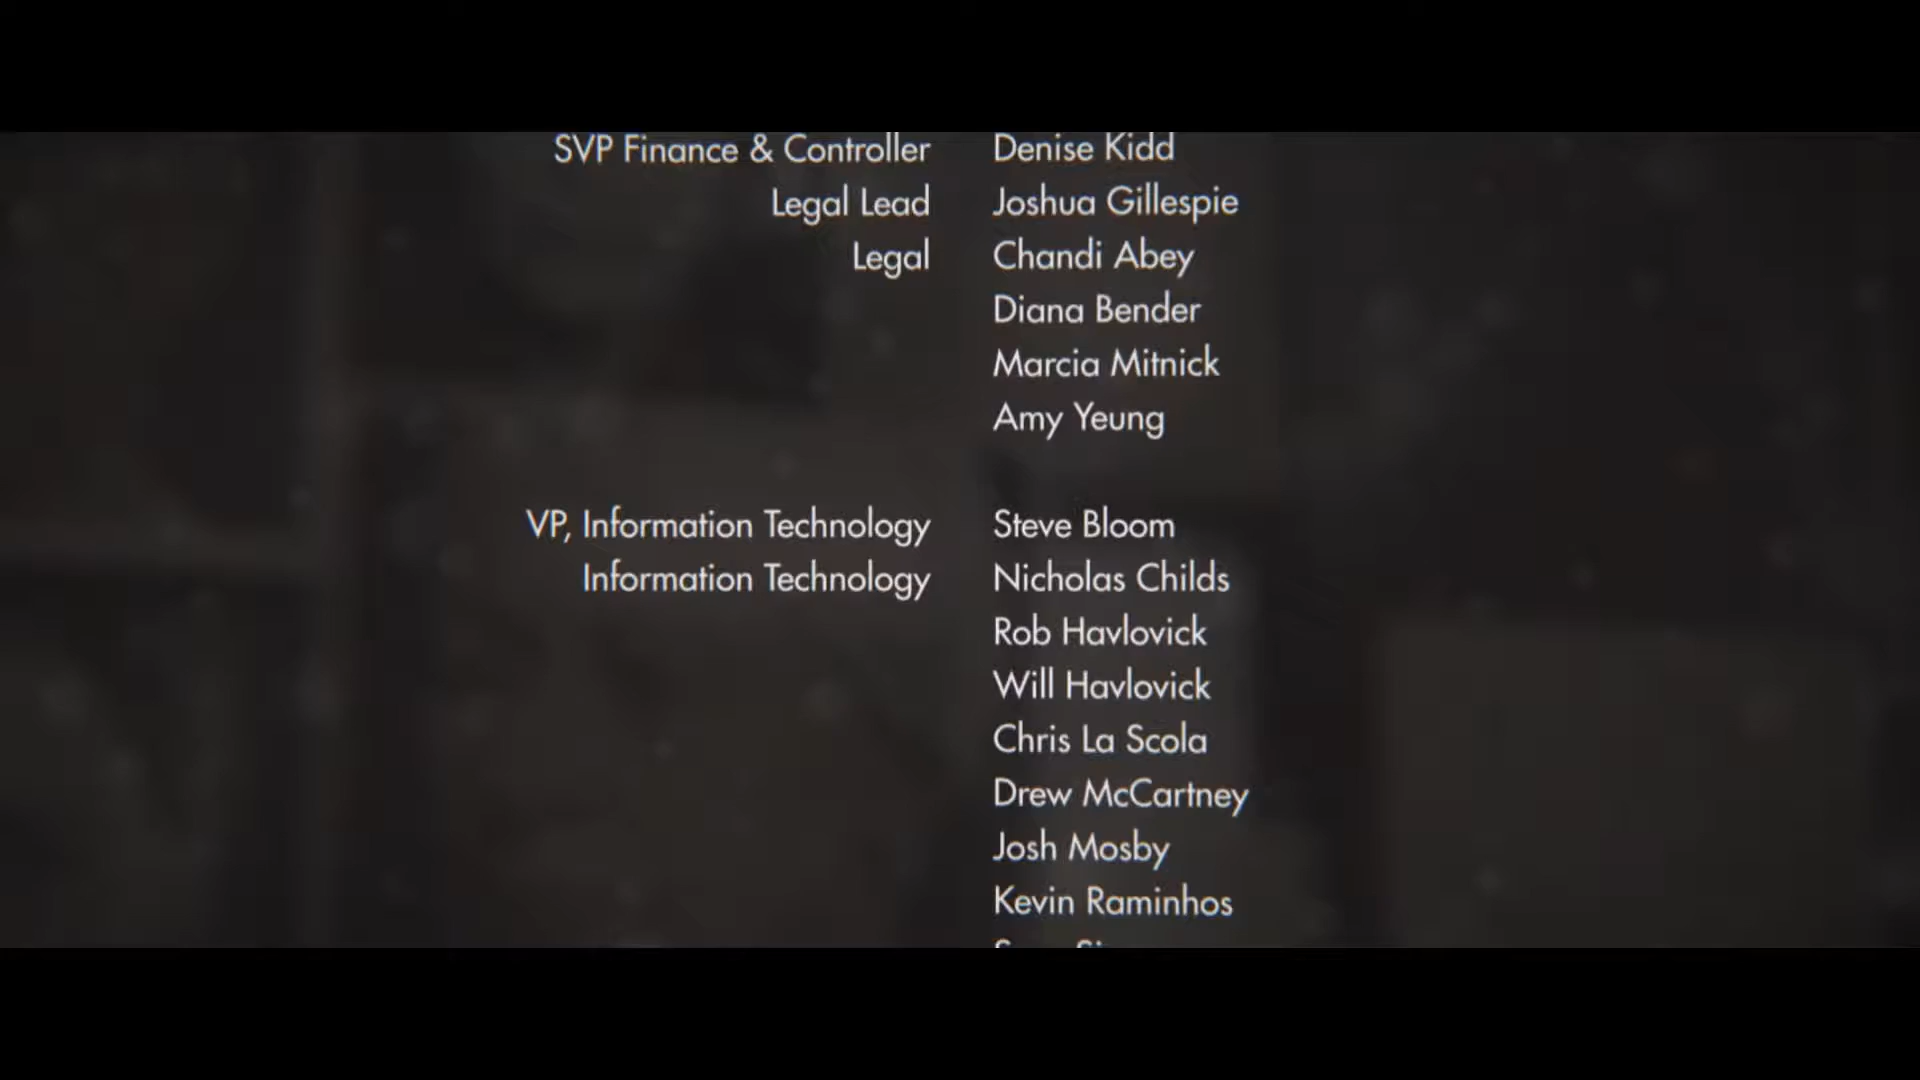 SVP Finance & Controller Denise Kidd
Legal Lead Joshua Gillespie
Legal Chandi Abey
Diana Bender
Marcia Mitnick
Amy Yeung
VP, Information Technology Steve Bloom
Information Technology Nicholas Childs
Rob Havlovick
Will Havlovick
Chris La Scola
Drew McCartney
Josh Mosby
Kevin Raminhos